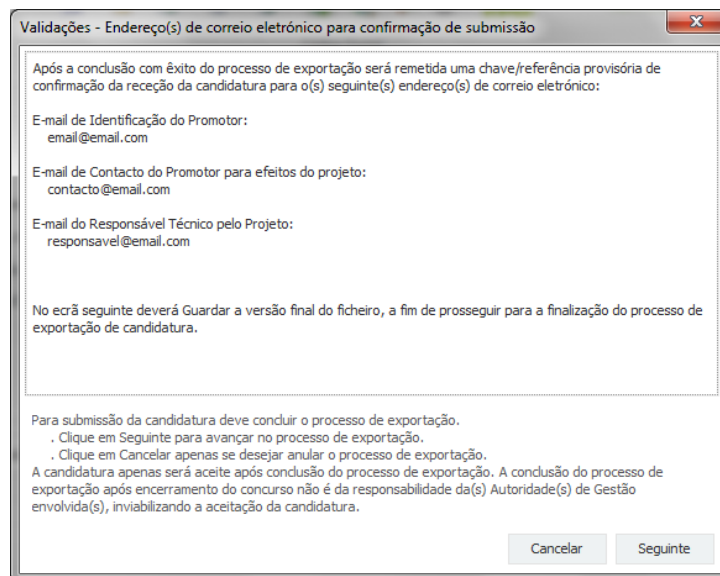 Validações - Endereço(s) de correio eletrónico para confirmação de submissão
Após a conclusão com êxito do processo de exportação será remetida uma chave/referência provisória de
confirmação da receção da candidatura para o(s) seguinte(s) endereço(s) de correio eletrónico:
E-mail de Identificação do Promotor:
email@email.com
E-mail de Contacto do Promotor para efeitos do projeto:
contacto@email.com
E-mail do Responsável Técnico pelo Projeto:
responsavel@email.com
No ecrã seguinte deverá Guardar a versão final do ficheiro, a fim de prosseguir para a finalização do processo de
exportação de candidatura.
Para submissão da candidatura deve concluir o processo de exportação.
. Clique em Seguinte para avançar no processo de exportação.
. Clique em Cancelar apenas se desejar anular o processo de exportação.
A candidatura apenas será aceite após conclusão do processo de exportação. A conclusão do processo de
exportação após encerramento do concurso não é da responsabilidade da(s) Autoridade(s) de Gestão
envolvida(s), inviabilizando a aceitação da candidatura.
Cancelar Seguinte